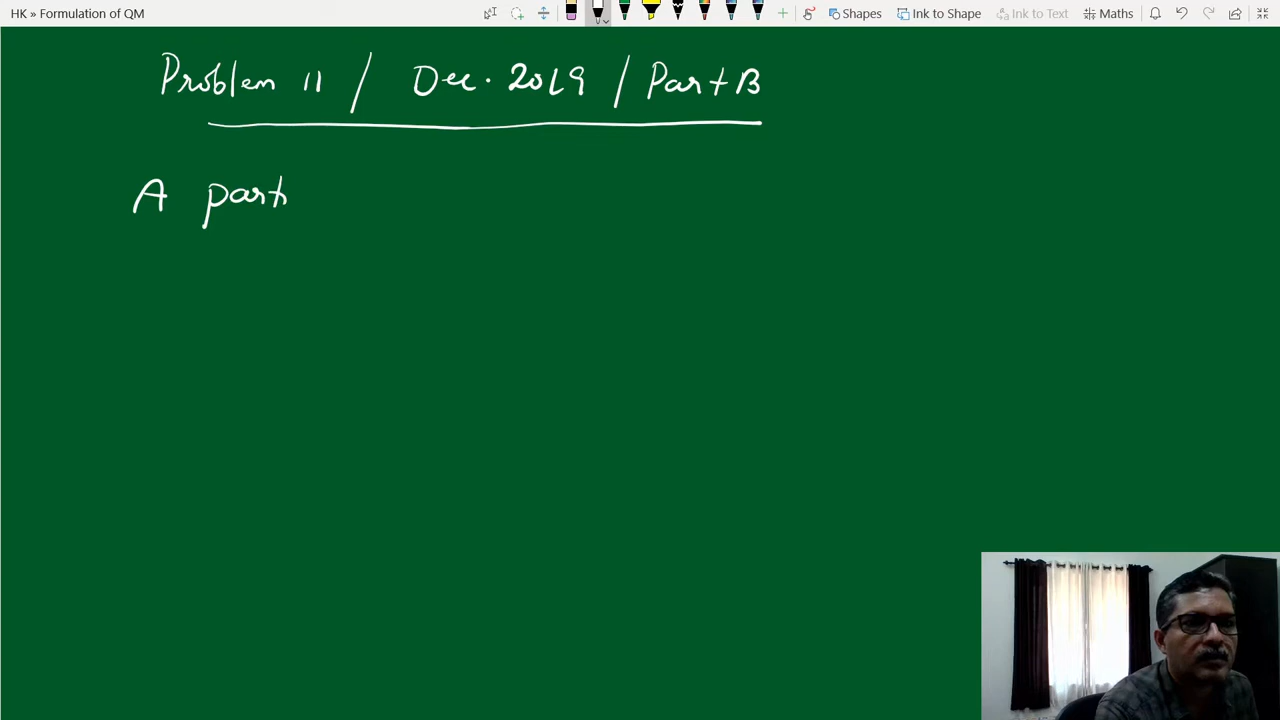 HK » Formulation of QM
Shapes Ink to Shape Ink to Text Maths
Problem 11 / Dec. 2019 / Part B
A part